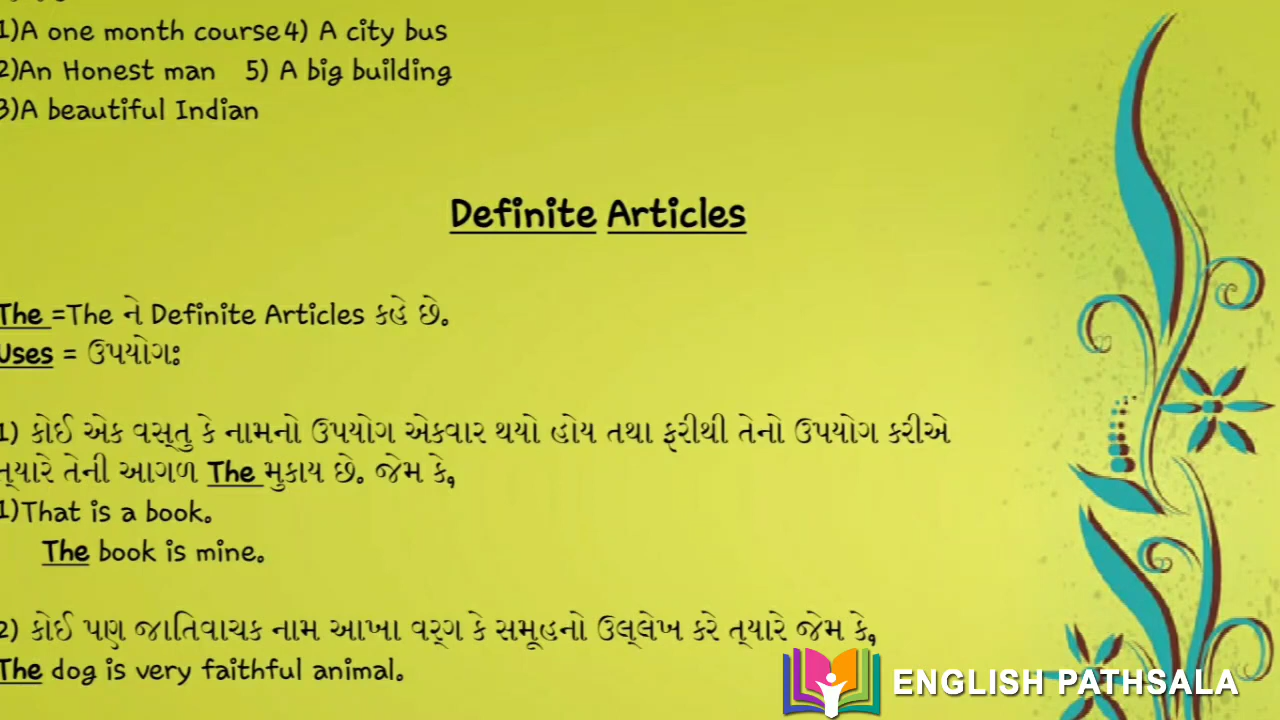 1)A one month course 4) A city bus
2)An Honest man 5) A big building
3)A beautiful Indian
Definite Articles
The =The ને Definite Articles કહે છે.
Uses = ઉપયોગ:
1) કોઈ એક વસ્તુ કે નામનો ઉપયોગ એકવાર થયો હોય તથા ફરીથી તેનો ઉપયોગ કરીએ
ત્યારે તેની આગળ The મુકાય છે. જેમ કે,
1)That is a book.
The book is mine.
2) કોઈ પણ જાતિવાચક નામ આખા વર્ગ કે સમૂહનો ઉલ્લેખ કરે ત્યારે જેમ કે,
The dog is very faithful animal.
ENGLISH PATHSALA